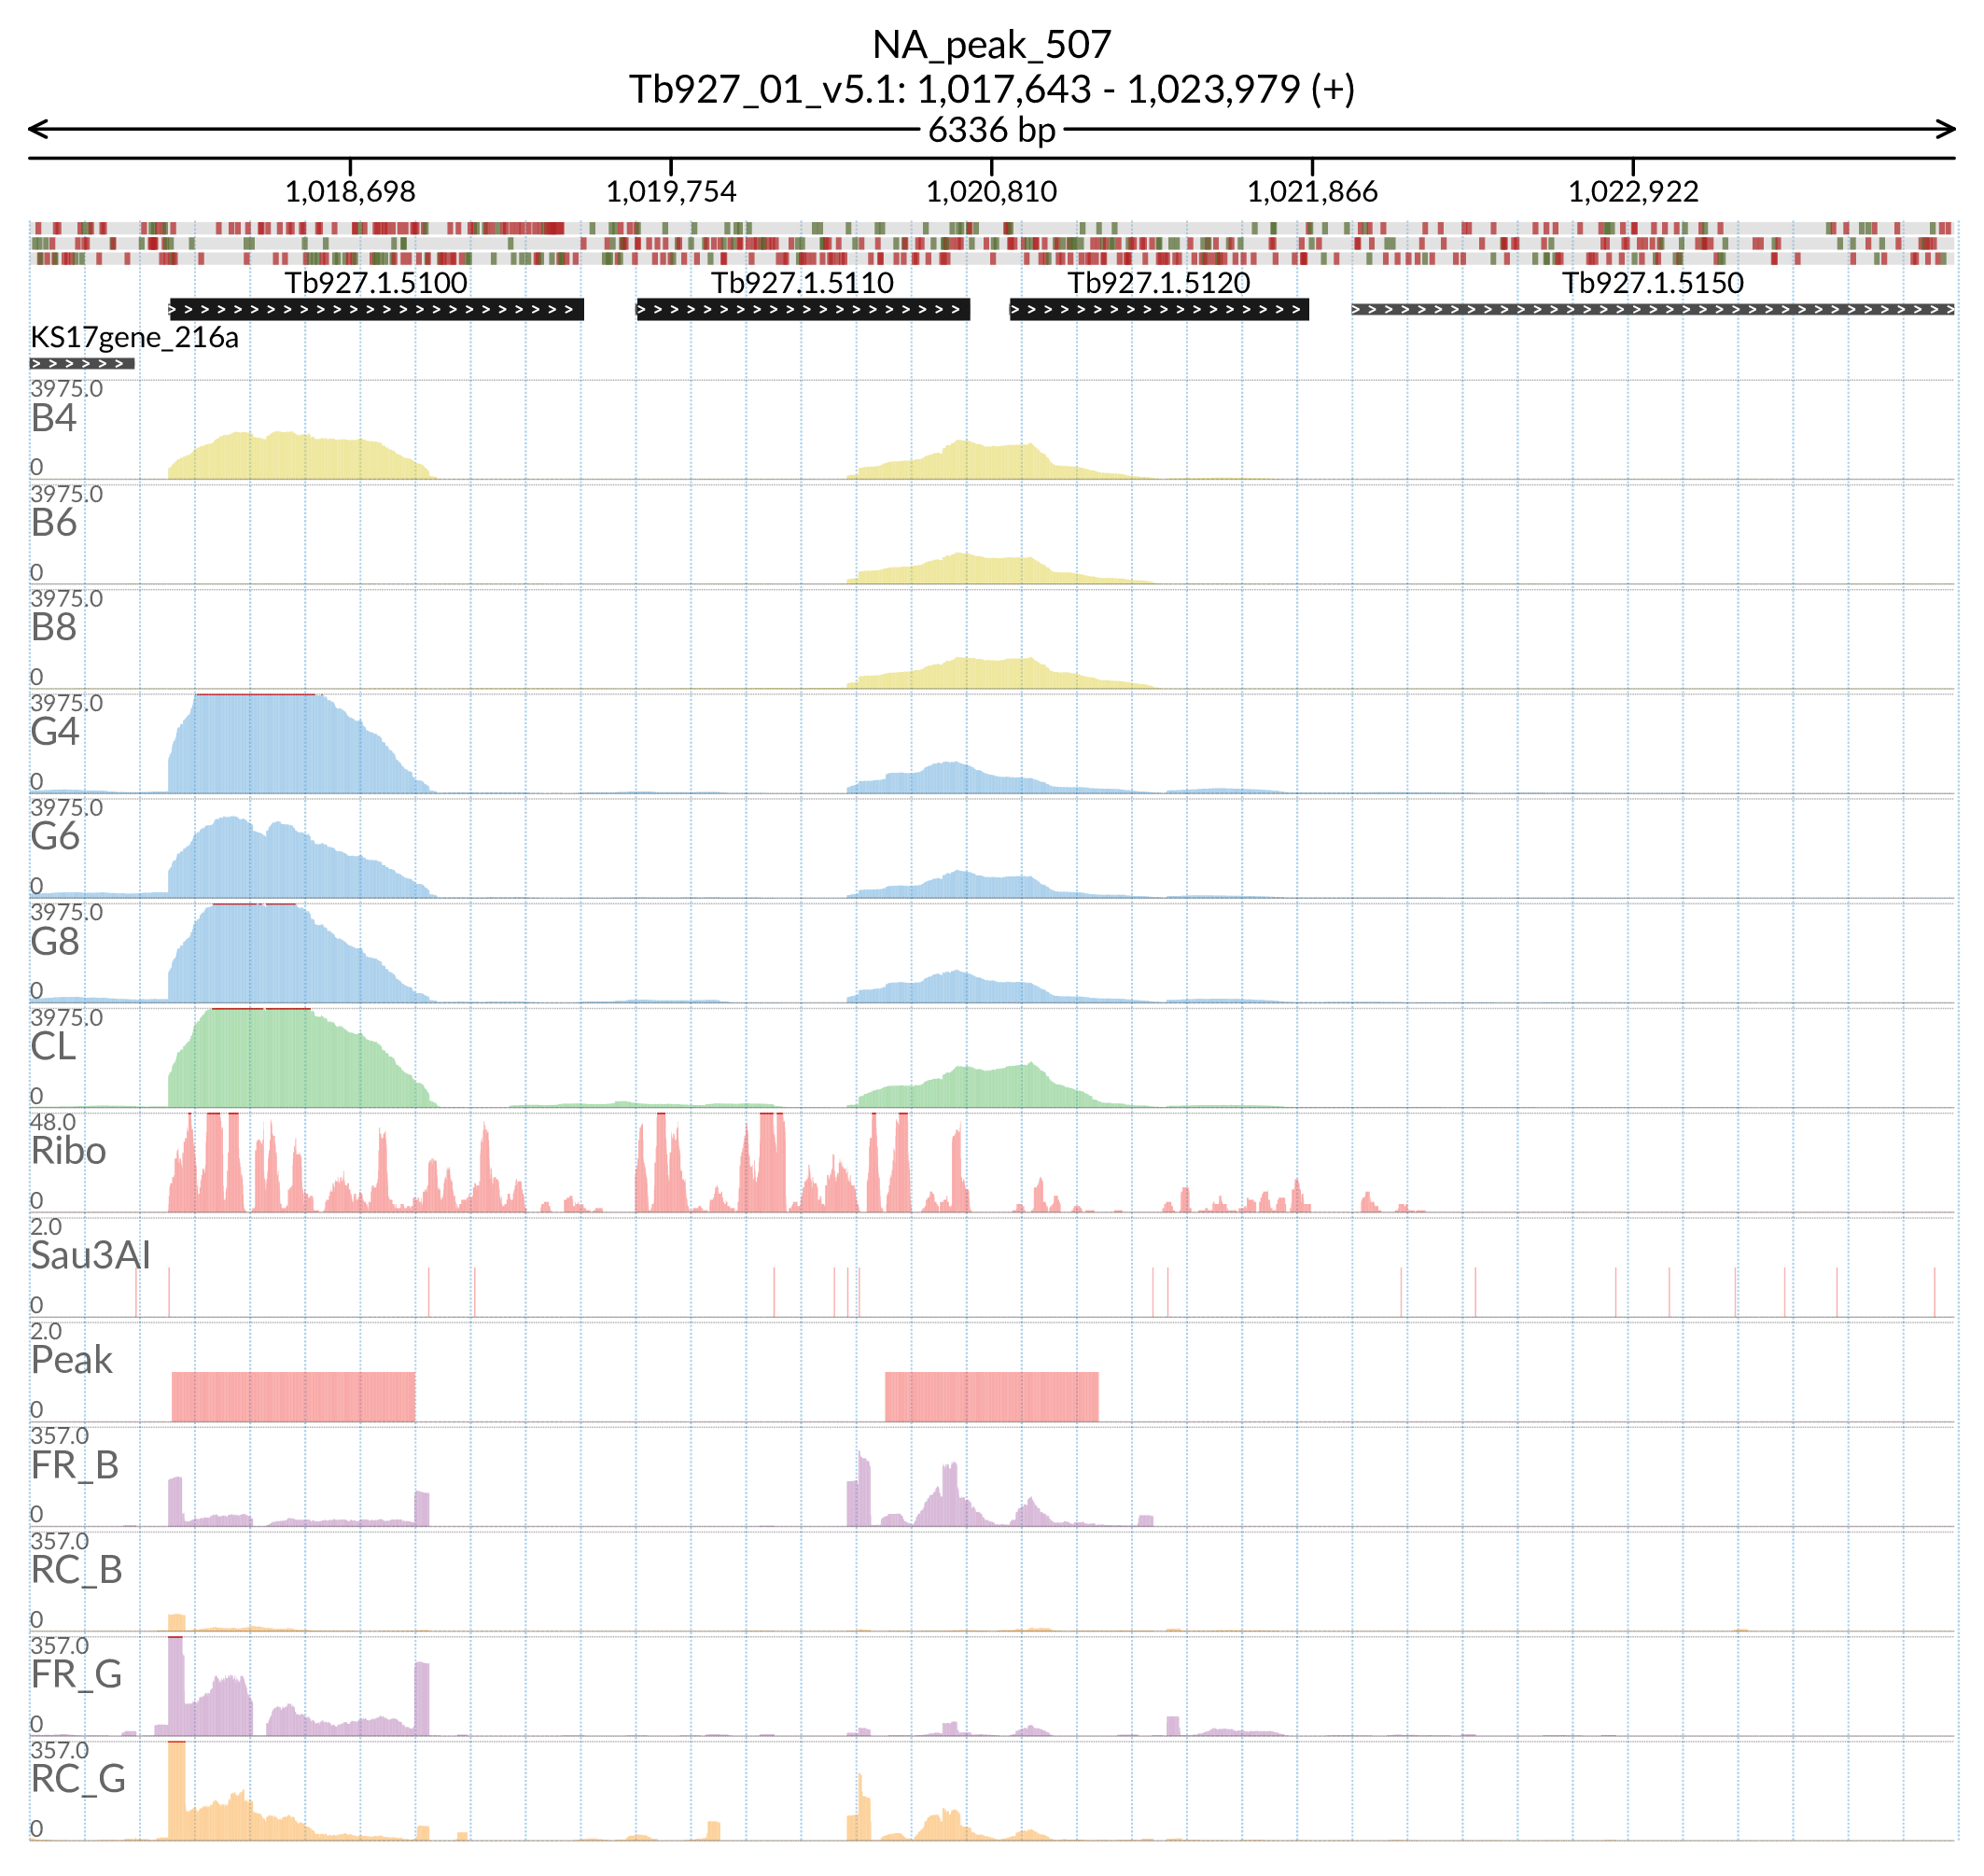 NA_peak_507
Tb927_01_v5.1: 1,017,643 - 1,023,979 (+)
6336 bp
1,018,698 1,019,754 1,020,810 1,021,866 1,022,922
Tb927.1.5100 Tb927.1.5110 Tb927.1.5120 Tb927.1.5150
KS17gene_216a
3975.0
B4
0
3975.0
B6
0
3975.0
B8
0
3975.0
G4
0
3975.0
G6
0
3975.0
G8
0
3975.0
CL
0
48.0
Ribo
0
2.0
Sau3AI
0
2.0
Peak
0
357.0
FR_B
0
357.0
RC_B
0
357.0
FR_G
0
357.0
RC_G
0